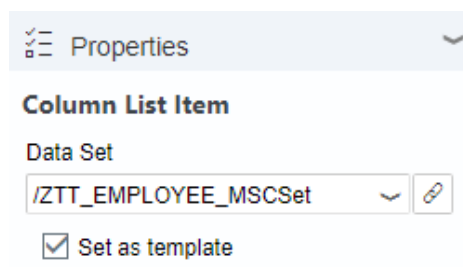 Properties
Column List Item
Data Set
/ZTT_EMPLOYEE_MSCSet
Set as template